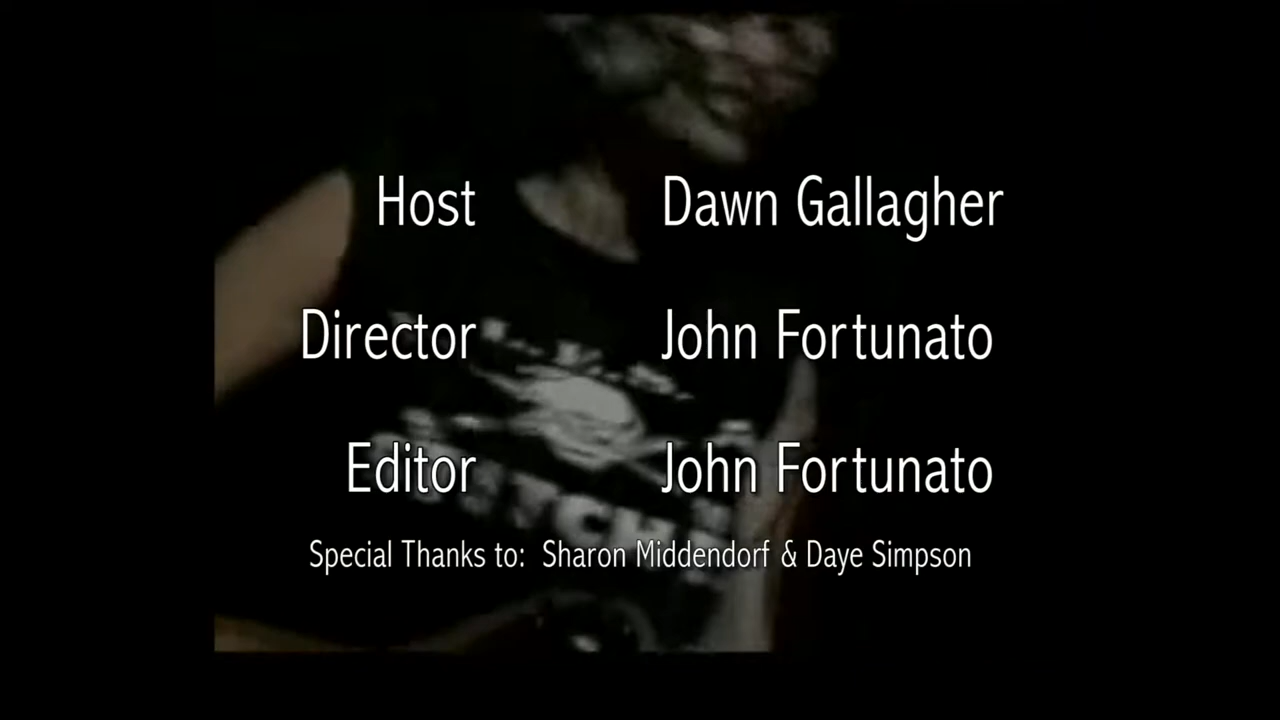 Host Dawn Gallagher
Director John Fortunato
Editor John Fortunato
Special Thanks to: Sharon Middendorf & Daye Simpson